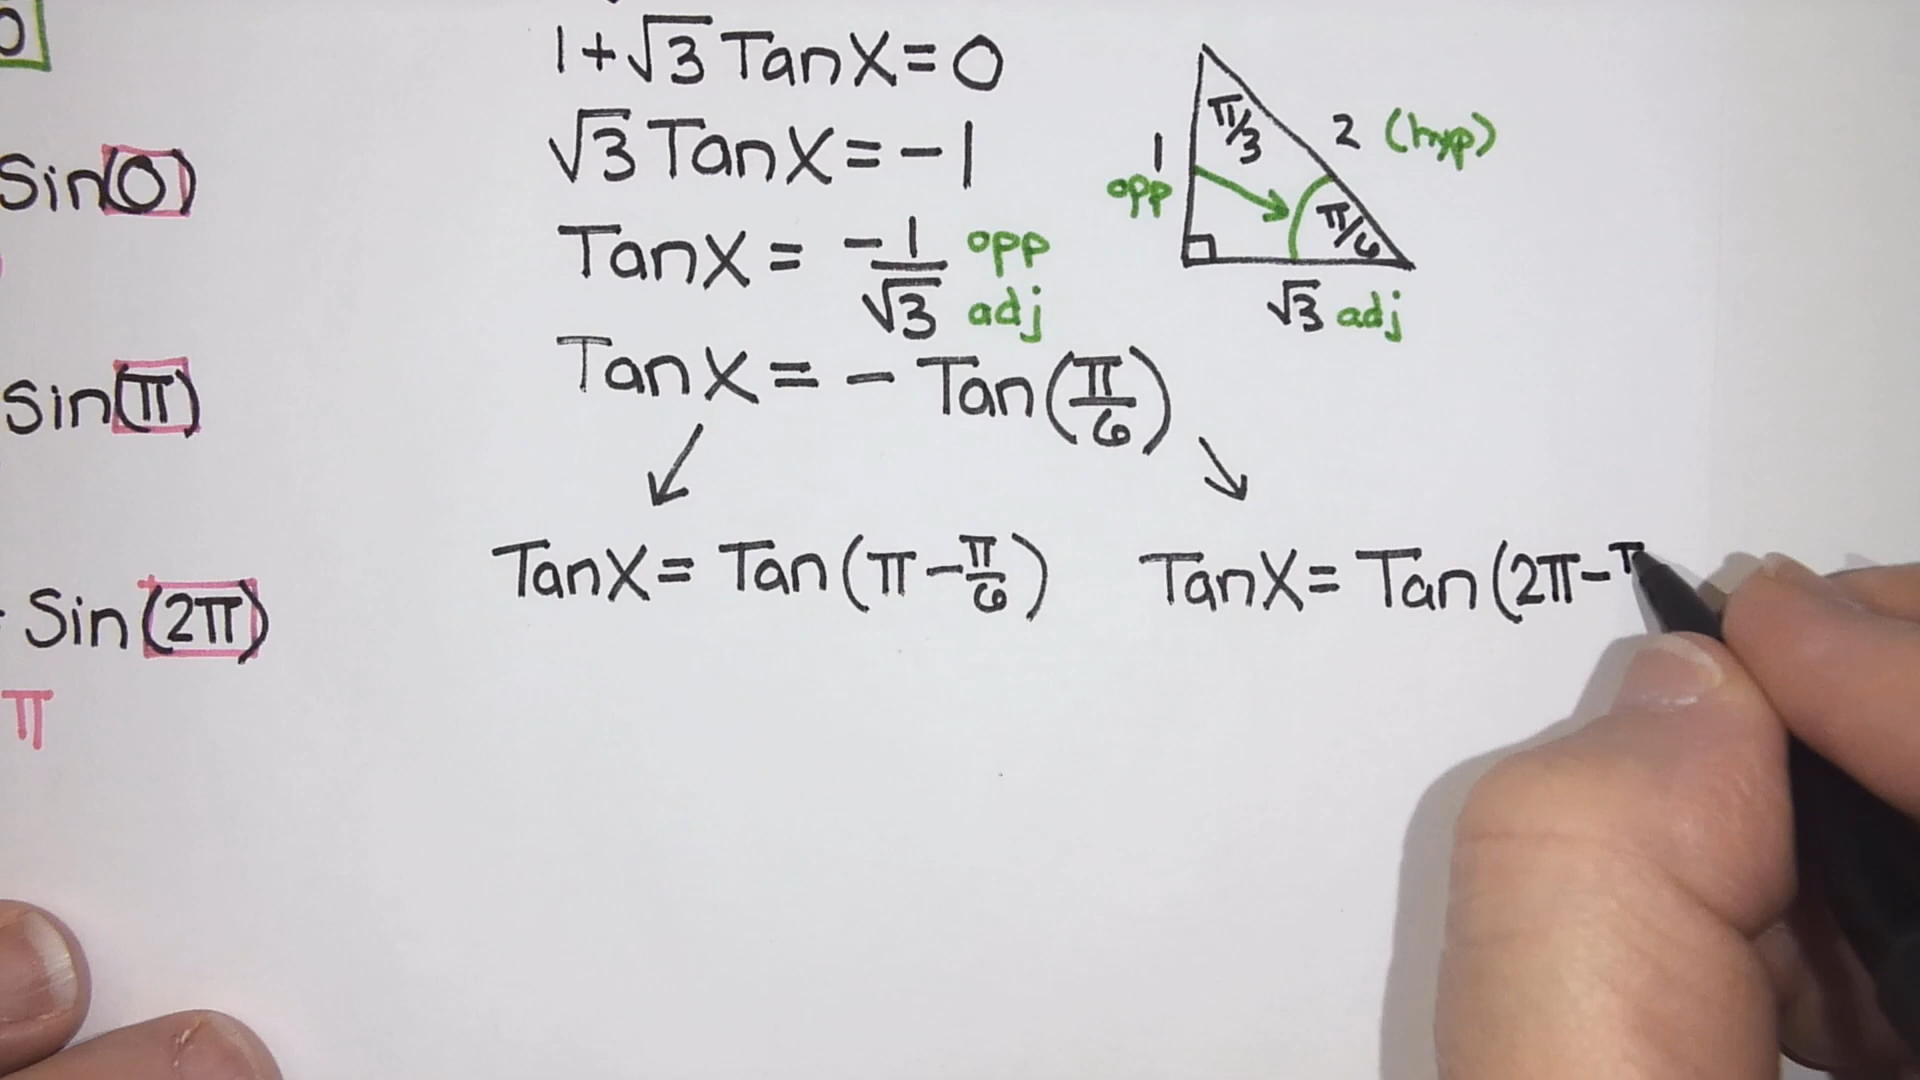 0
Sin(0)
Sin(π)
Sin(2π)
π
1+√3 TanX=0
√3 TanX=-1
TanX = -1/√3 opp adj
TanX = - Tan(π/6)
TanX= Tan(π-π/6)
TanX= Tan(2π-π
π/3
1
opp
2 (hyp)
π/6
√3 adj